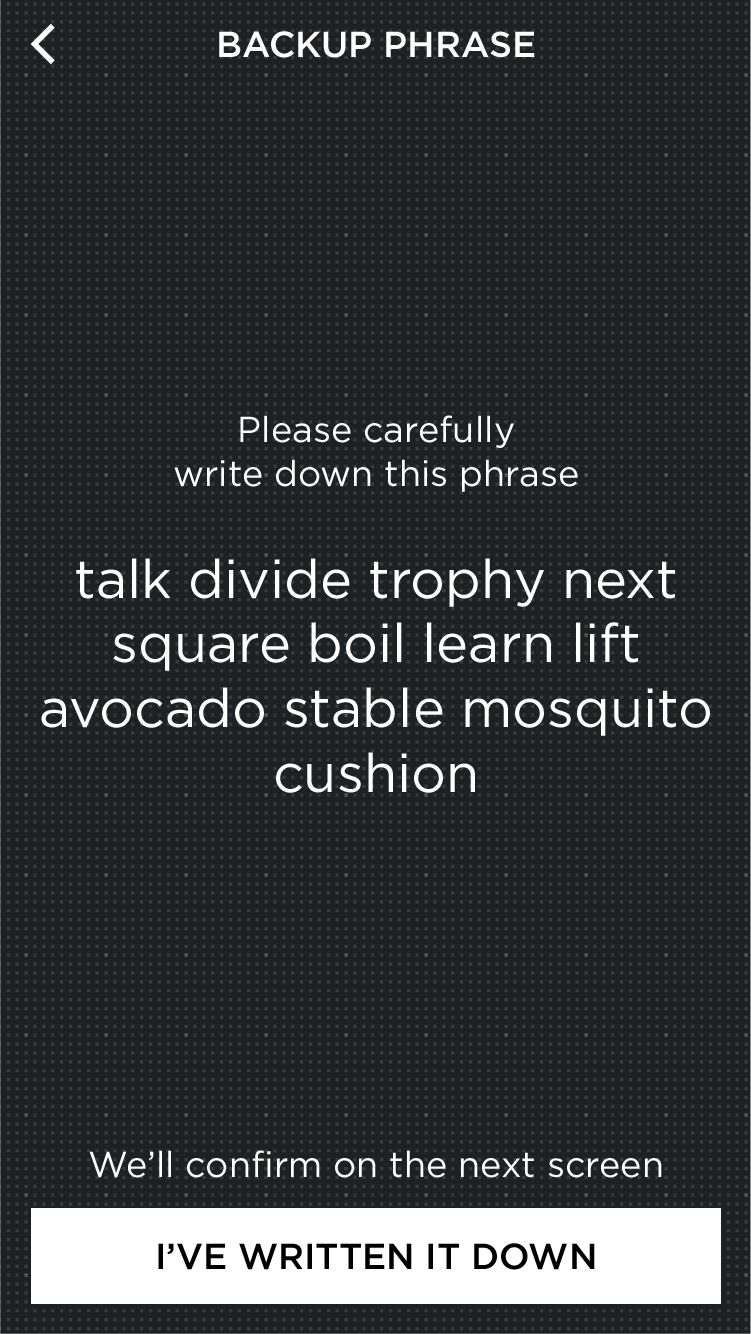 BACKUP PHRASE
Please carefully
write down this phrase
talk divide trophy next
square boil learn lift
avocado stable mosquito
cushion
We’ll confirm on the next screen
I’VE WRITTEN IT DOWN